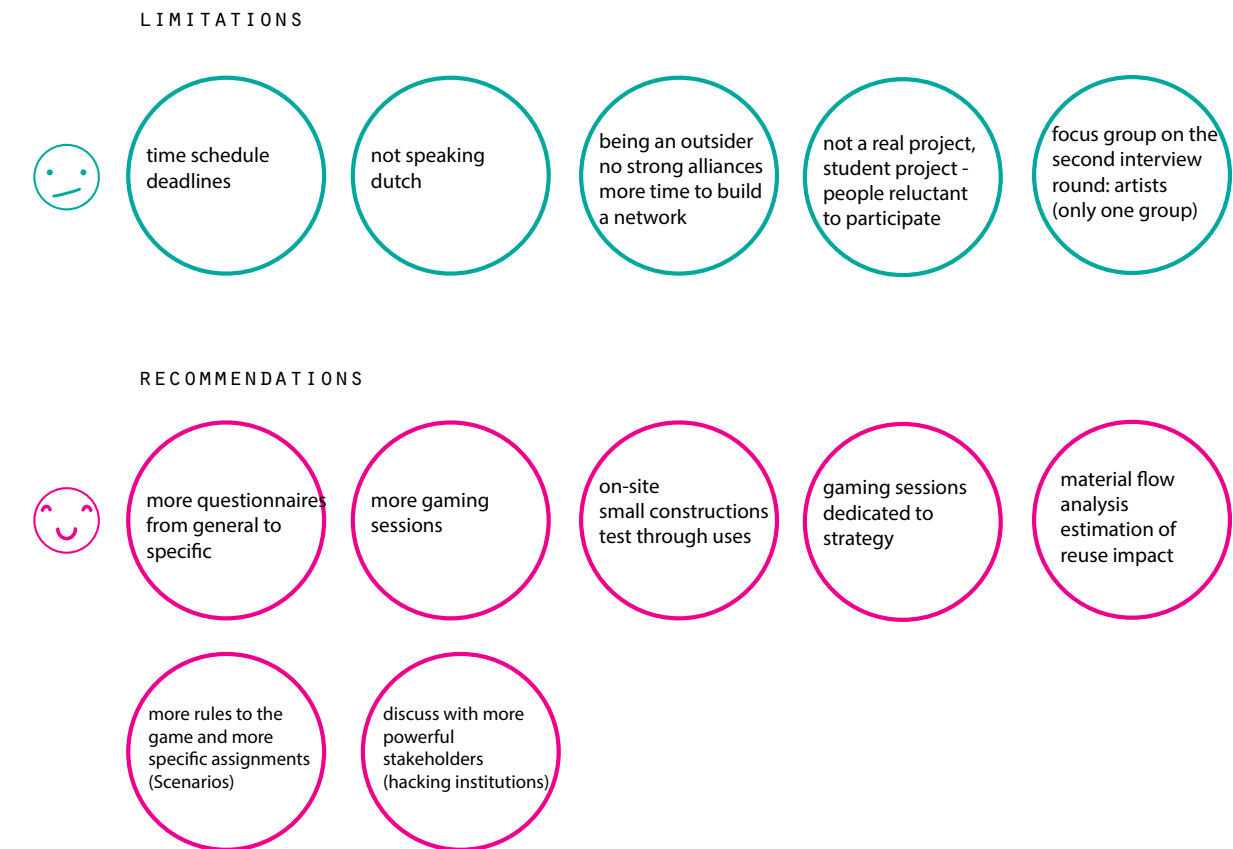 LIMITATIONS
time schedule
deadlines
not speaking
dutch
being an outsider
no strong alliances
more time to build
a network
not a real project,
student project -
people reluctant
to participate
focus group on the
second interview
round: artists
(only one group)
RECOMMENDATIONS
more questionnaires
from general to
specific
more gaming
sessions
on-site
small constructions
test through uses
gaming sessions
dedicated to
strategy
material flow
analysis
estimation of
reuse impact
more rules to the
game and more
specific assignments
(Scenarios)
discuss with more
powerful
stakeholders
(hacking institutions)